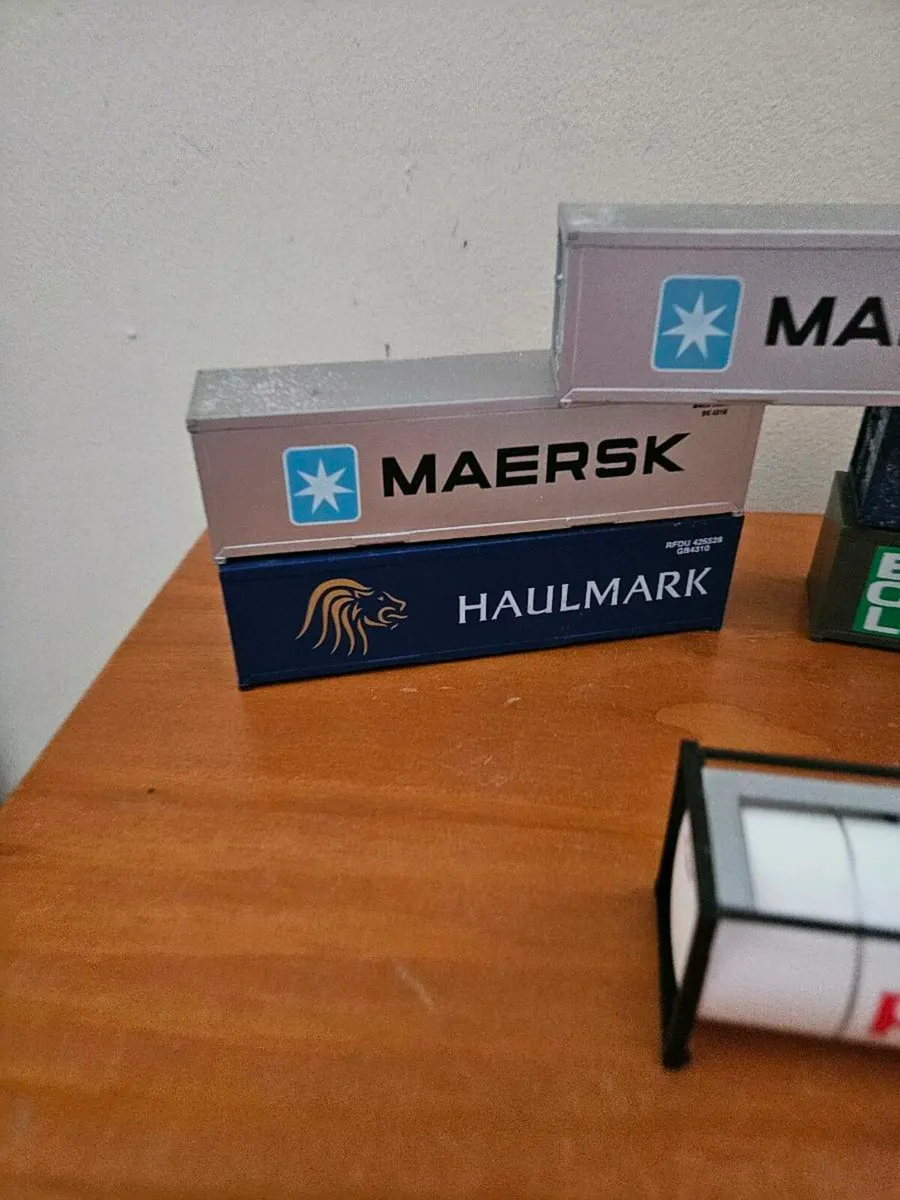 MA
MAERSK
RFDU 425528
GB4310
HAULMARK
E
C
L